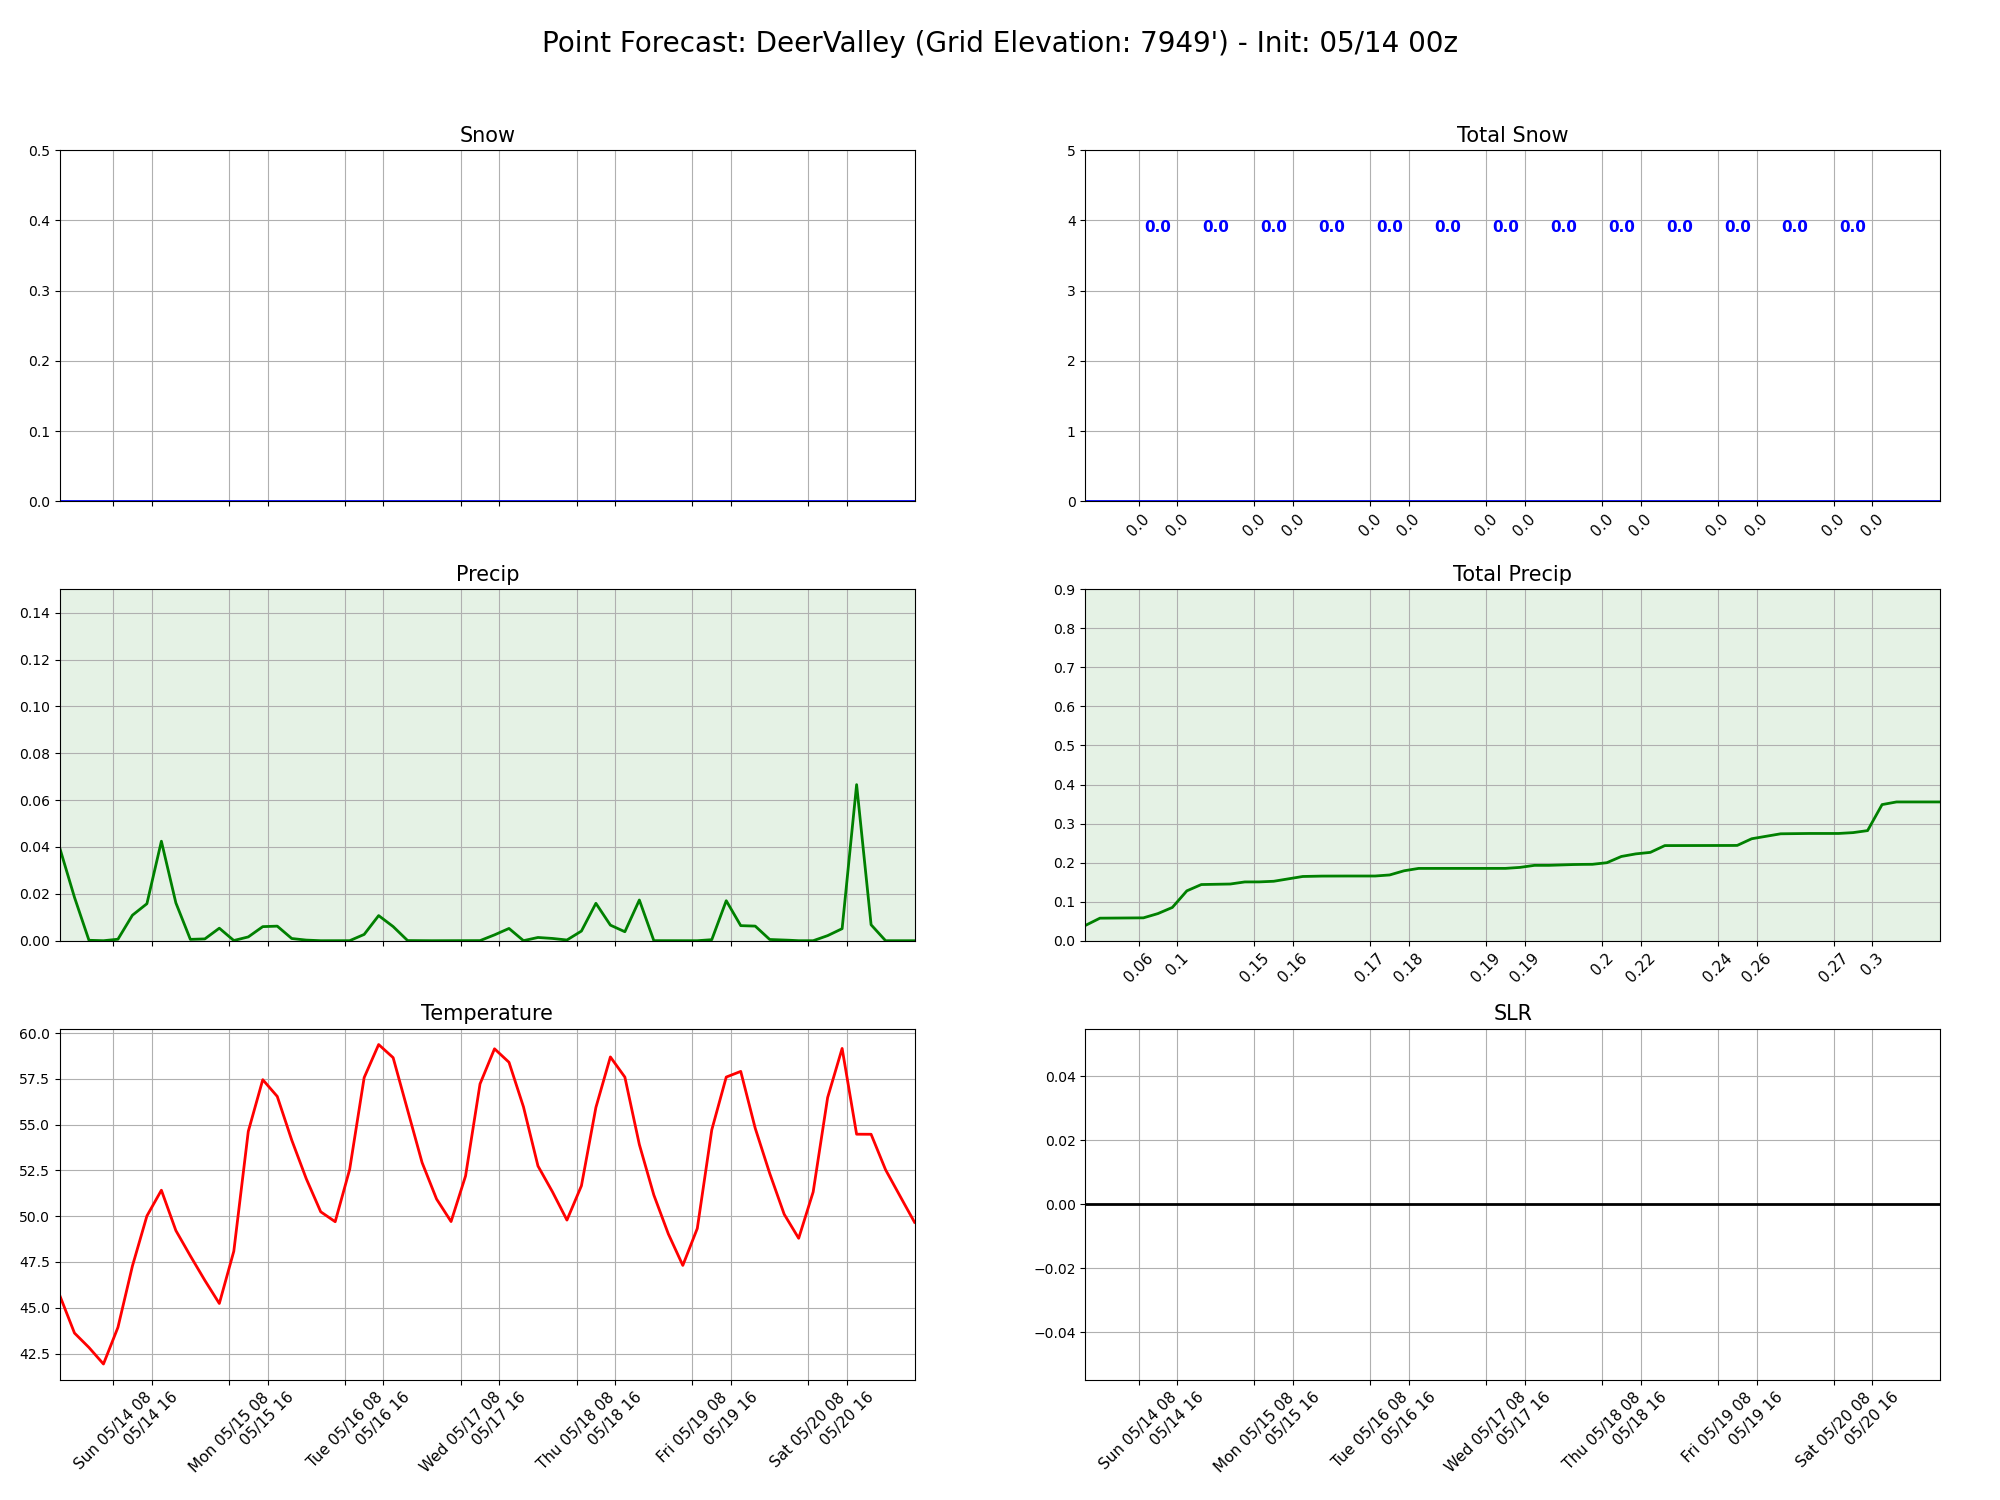 Point Forecast: DeerValley (Grid Elevation: 7949') - Init: 05/14 00z
Snow
0.5
0.4
0.3
0.2
0.1
0.0
Total Snow
5
4
3
2
1
0
0.0 0.0 0.0 0.0 0.0 0.0 0.0 0.0 0.0 0.0 0.0 0.0 0.0
0.0 0.0 0.0 0.0 0.0 0.0 0.0 0.0 0.0 0.0 0.0 0.0 0.0 0.0
Precip
0.14
0.12
0.10
0.08
0.06
0.04
0.02
0.00
Total Precip
0.9
0.8
0.7
0.6
0.5
0.4
0.3
0.2
0.1
0.0
0.06 0.1 0.15 0.16 0.17 0.18 0.19 0.19 0.2 0.22 0.24 0.26 0.27 0.3
Temperature
60.0
57.5
55.0
52.5
50.0
47.5
45.0
42.5
Sun 05/14 08
05/14 16
Mon 05/15 08
05/15 16
Tue 05/16 08
05/16 16
Wed 05/17 08
05/17 16
Thu 05/18 08
05/18 16
Fri 05/19 08
05/19 16
Sat 05/20 08
05/20 16
SLR
0.04
0.02
0.00
−0.02
−0.04
Sun 05/14 08
05/14 16
Mon 05/15 08
05/15 16
Tue 05/16 08
05/16 16
Wed 05/17 08
05/17 16
Thu 05/18 08
05/18 16
Fri 05/19 08
05/19 16
Sat 05/20 08
05/20 16